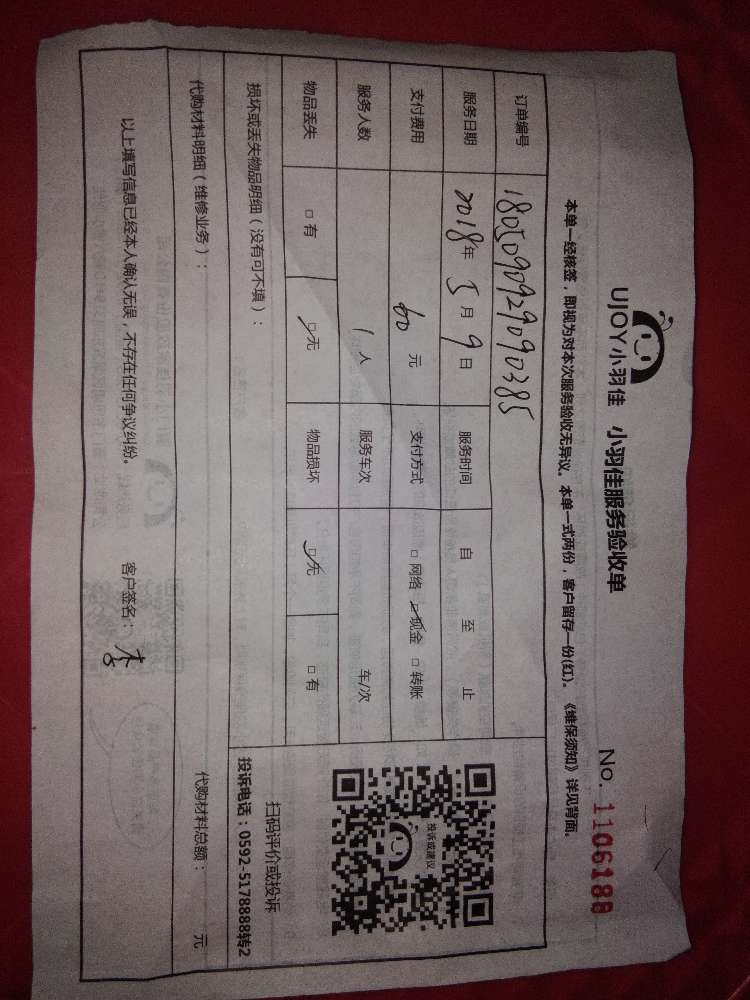 UJOY小羽佳 小羽佳服务验收单
No. 1106188
本单一经核签，即视为对本次服务验收无异议。本单一式两份，客户留存一份(红)。《维保须知》详见背面。
订单编号 1805090929090385
服务日期 2018年 5月 9日 服务时间 自 至 止
支付费用 60元 支付方式 □网络 ☑现金 □转账
服务人数 1人 服务车次 车/次
物品丢失 □有 ☑无 物品损坏 ☑无 □有
投诉或建议
扫码评价或投诉
投诉电话：0592-5178888转2
损坏或丢失物品明细（没有可不填）：
代购材料明细（维修业务）： 代购材料总额： 元
以上填写信息已经本人确认无误，不存在任何争议纠纷。 客户签名：李